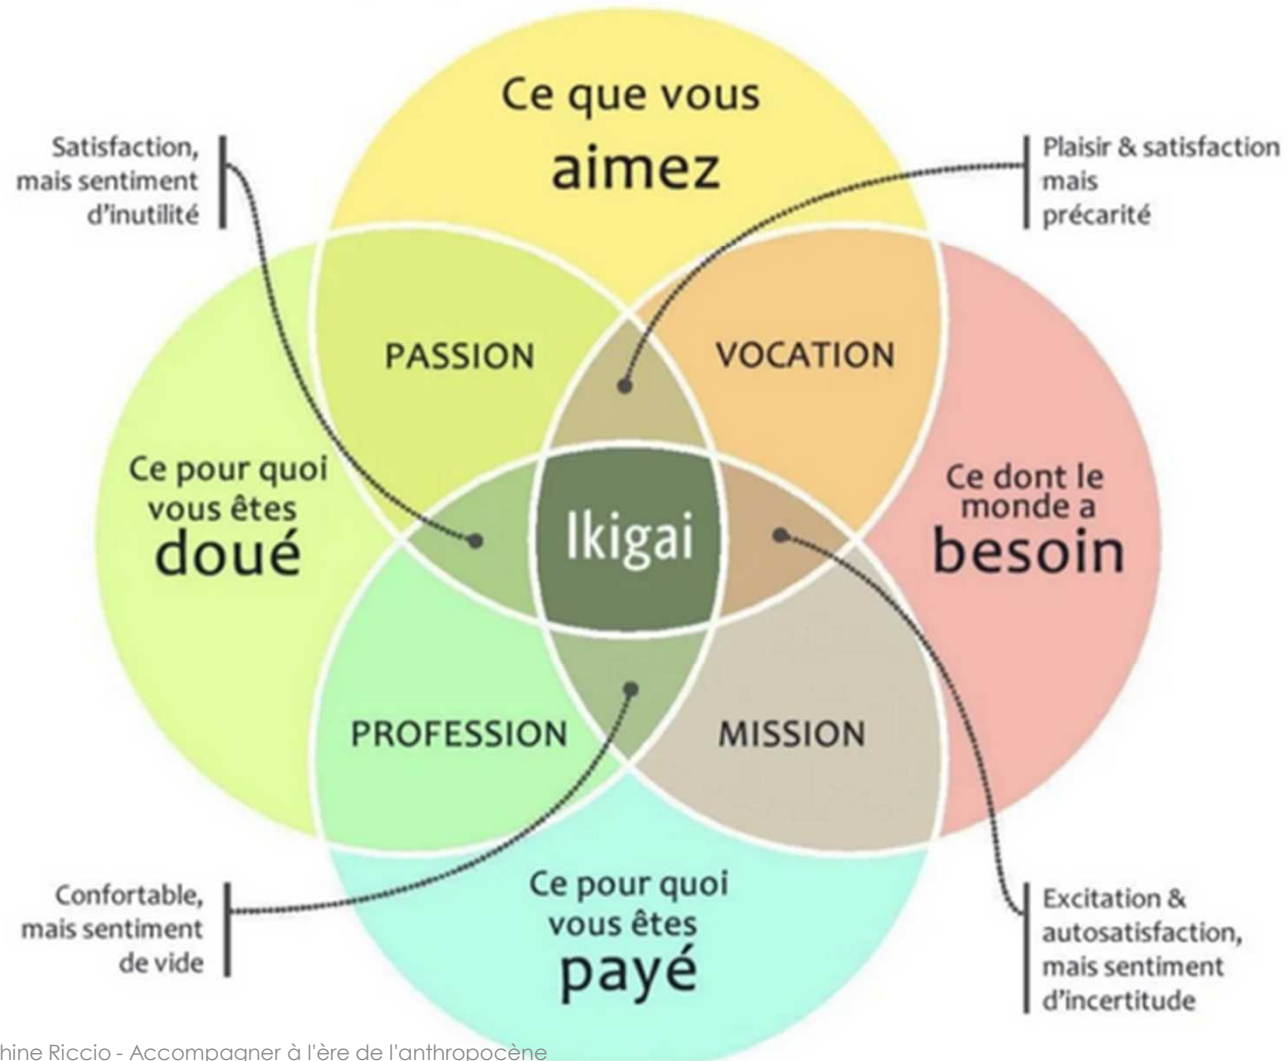 Ce que vous
aimez
Satisfaction,
mais sentiment
d'inutilité
Plaisir & satisfaction
mais
précarité
PASSION
VOCATION
Ce pour quoi
vous êtes
doué
Ikigai
Ce dont le
monde a
besoin
PROFESSION
MISSION
Ce pour quoi
vous êtes
payé
Confortable,
mais sentiment
de vide
Excitation &
autosatisfaction,
mais sentiment
d'incertitude
Riccio - Accompagner à l'ère de l'anthropocène